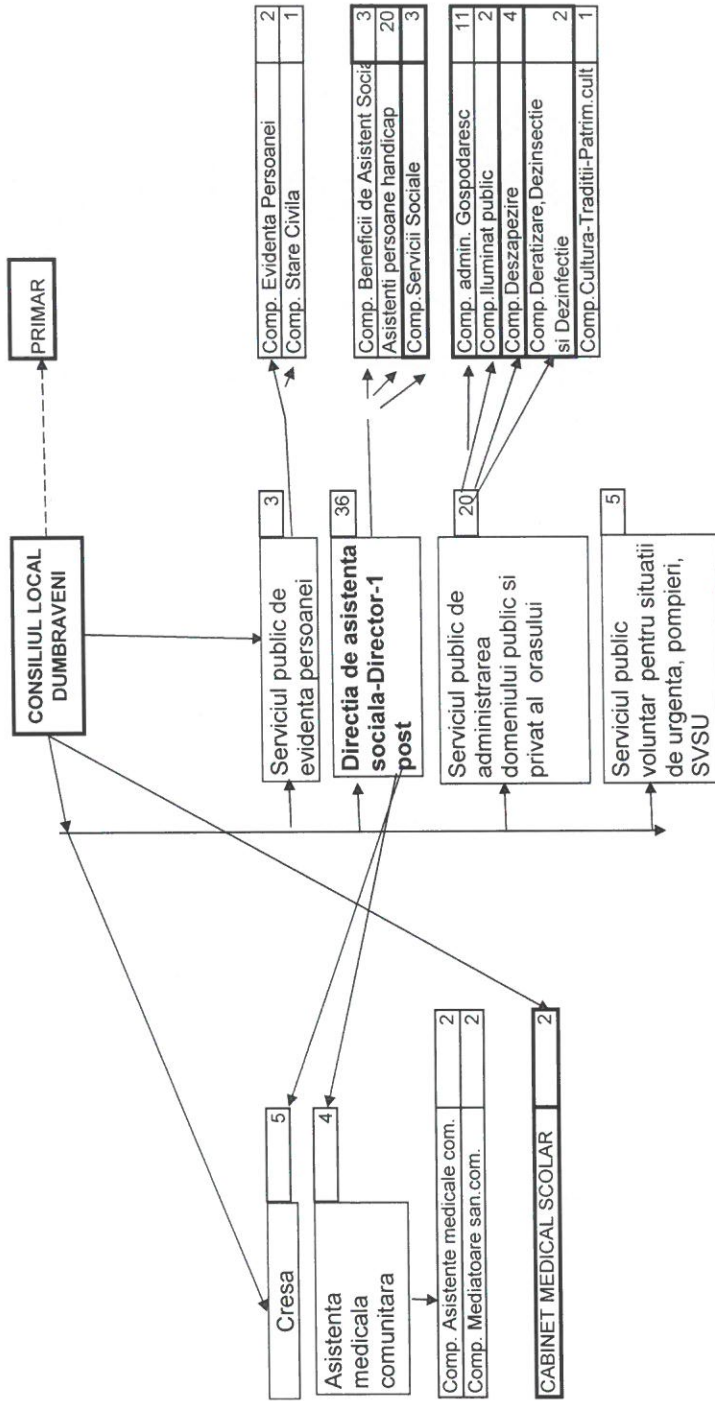 PRIMAR
CONSILIUL LOCAL
DUMBRAVENI
Serviciul public de
evidenta persoanei
3
Comp. Evidenta Persoanei 2
Comp. Stare Civila 1
Directia de asistenta
sociala-Director-1
post
36
Comp. Beneficii de Asistent Socia 3
Asistenti persoane handicap 20
Comp.Servicii Sociale 3
Serviciul public de
administrarea
domeniului public si
privat al orasului
20
Comp. admin. Gospodaresc 11
Comp.Iluminat public 2
Comp.Deszapezire 4
Comp.Deratizare,Dezinsectie
si Dezinfectie 2
Comp.Cultura-Traditii-Patrim.cult 1
Serviciul public
voluntar pentru situatii
de urgenta, pompieri,
SVSU
5
Cresa
5
Asistenta
medicala
comunitara
4
Comp. Asistente medicale com. 2
Comp. Mediatoare san.com. 2
CABINET MEDICAL SCOLAR 2